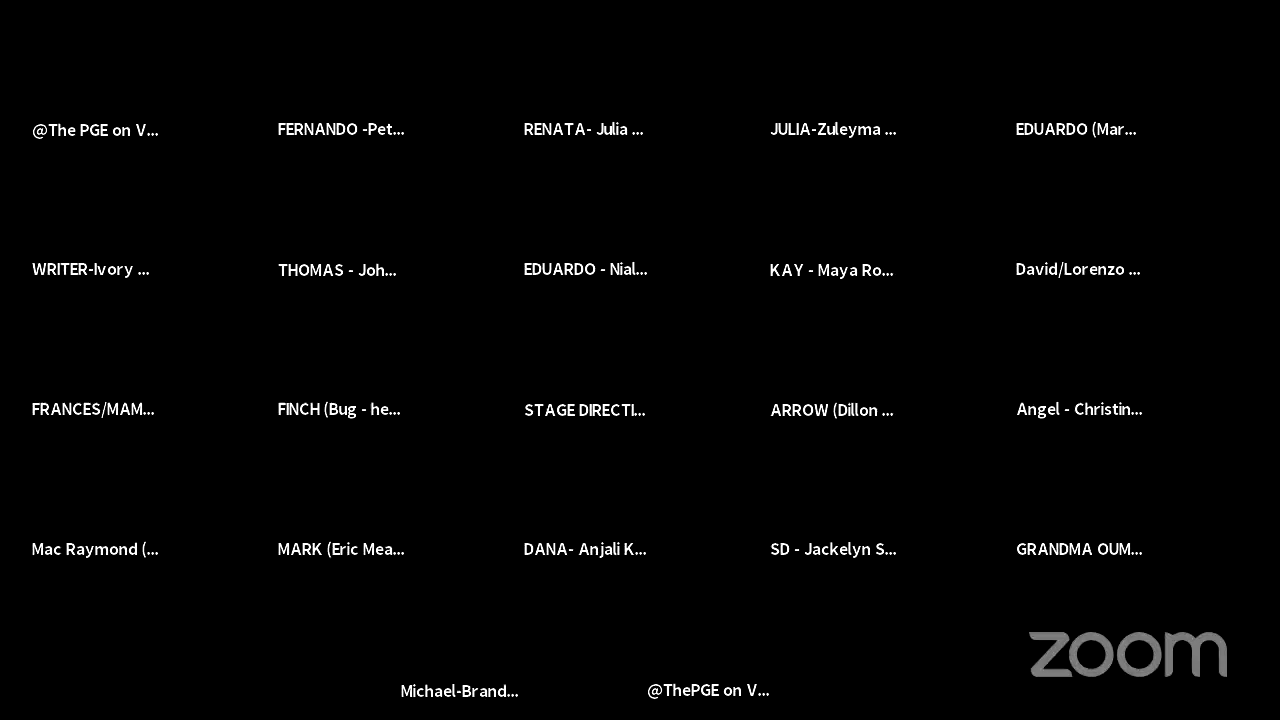 @The PGE on V...
FERNANDO -Pet...
RENATA- Julia ...
JULIA-Zuleyma ...
EDUARDO (Mar...
WRITER-Ivory ...
THOMAS - Joh...
EDUARDO - Nial...
KAY - Maya Ro...
David/Lorenzo ...
FRANCES/MAM...
FINCH (Bug - he...
STAGE DIRECTI...
ARROW (Dillon ...
Angel - Christin...
Mac Raymond (...
MARK (Eric Mea...
DANA- Anjali K...
SD - Jackelyn S...
GRANDMA OUM...
zoom
Michael-Brand...
@ThePGE on V...